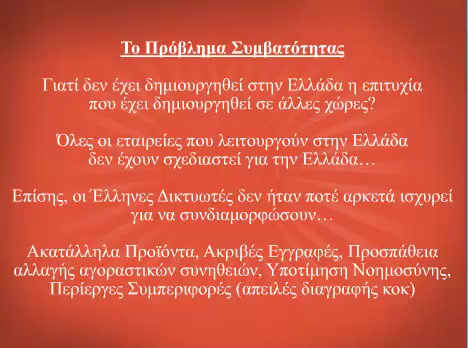 Το Πρόβλημα Συμβατότητας
Γιατί δεν έχει δημιουργηθεί στην Ελλάδα η επιτυχία
που έχει δημιουργηθεί σε άλλες χώρες?
Όλες οι εταιρείες που λειτουργούν στην Ελλάδα
δεν έχουν σχεδιαστεί για την Ελλάδα…
Επίσης, οι Έλληνες Δικτυωτές δεν ήταν ποτέ αρκετά ισχυρεί
για να συνδιαμορφώσουν…
Ακατάλληλα Προϊόντα, Ακριβές Εγγραφές, Προσπάθεια
αλλαγής αγοραστικών συνηθειών, Υποτίμηση Νοημοσύνης,
Περίεργες Συμπεριφορές (απειλές διαγραφής κοκ)